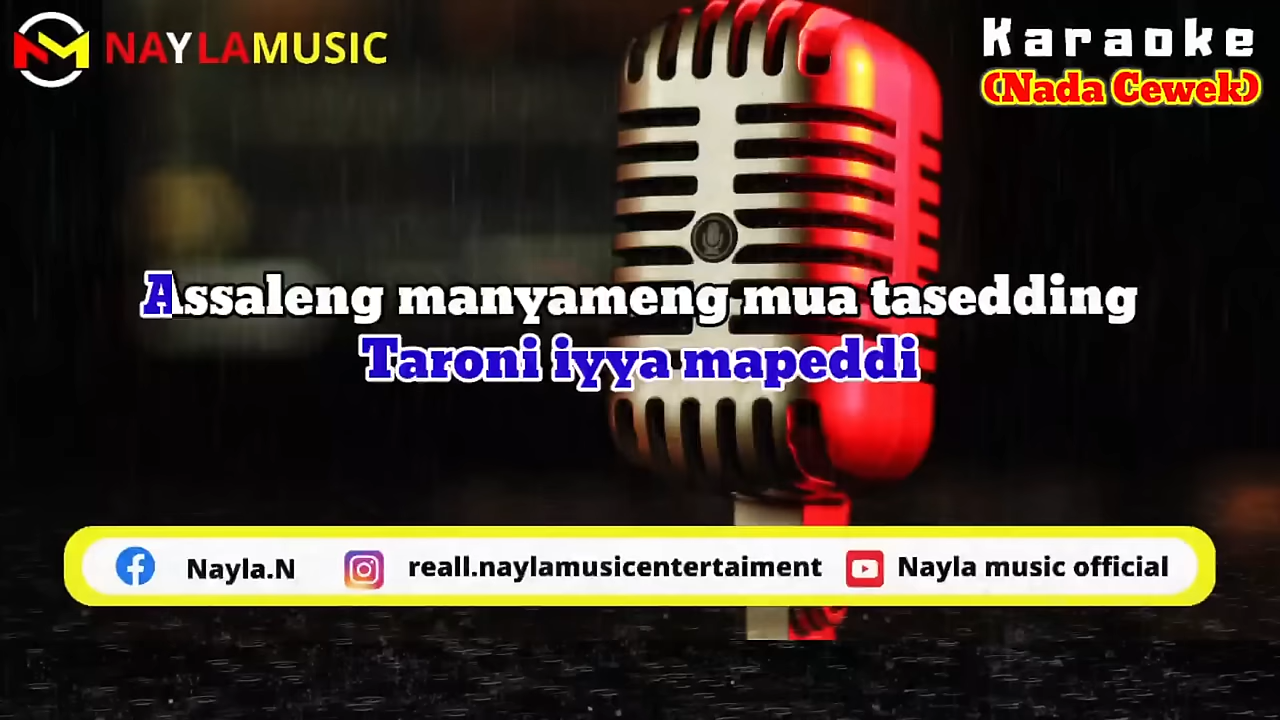 NAYLAMUSIC
Karaoke
(Nada Cewek)
Assaleng manyameng mua tasedding
Taroni iyya mapeddi
Nayla.N
reall.naylamusicentertaiment
Nayla music official